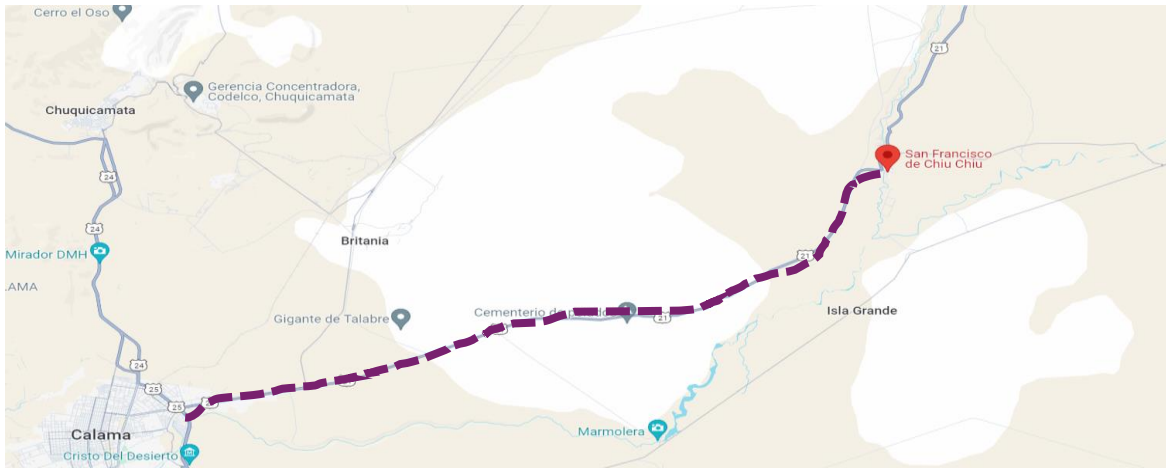 Cerro el Oso
21
Gerencia Concentradora,
Codelco, Chuquicamata
Chuquicamata
San Francisco
de Chiu Chiu
24
24
Britania
Mirador DMH
21
LAMA
Isla Grande
Cementerio de
Gigante de Talabre
21
24
25
25
Calama
Marmolera
Cristo Del Desierto